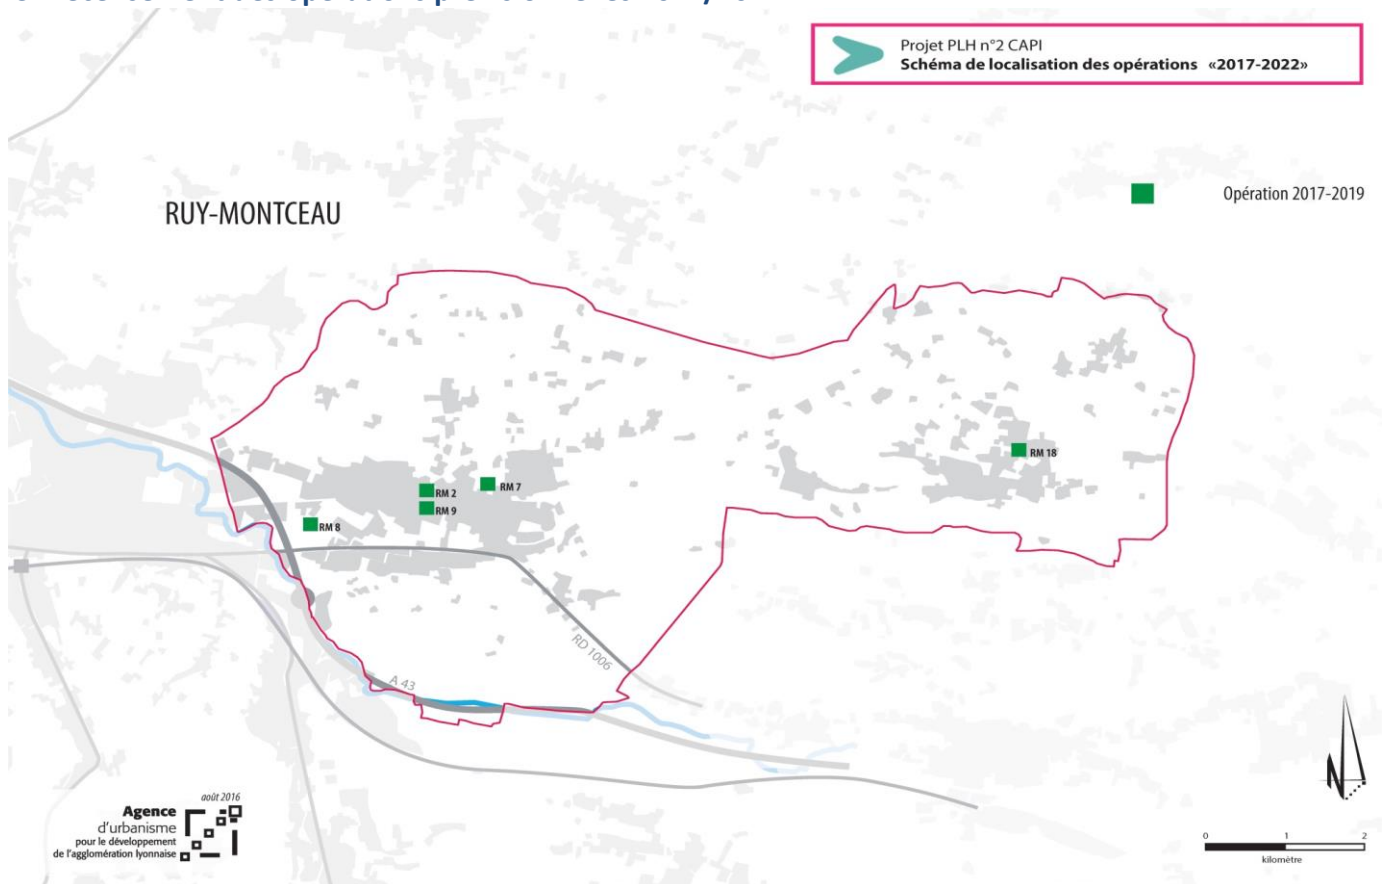 Projet PLH n°2 CAPI
Schéma de localisation des opérations «2017-2022»
Opération 2017-2019
RUY-MONTCEAU
RM 18
RM 7
RM 2
RM 9
RM 8
RD 1006
A 43
août 2016
Agence
d'urbanisme
pour le développement
de l'agglomération lyonnaise
N
0 1 2
kilomètre